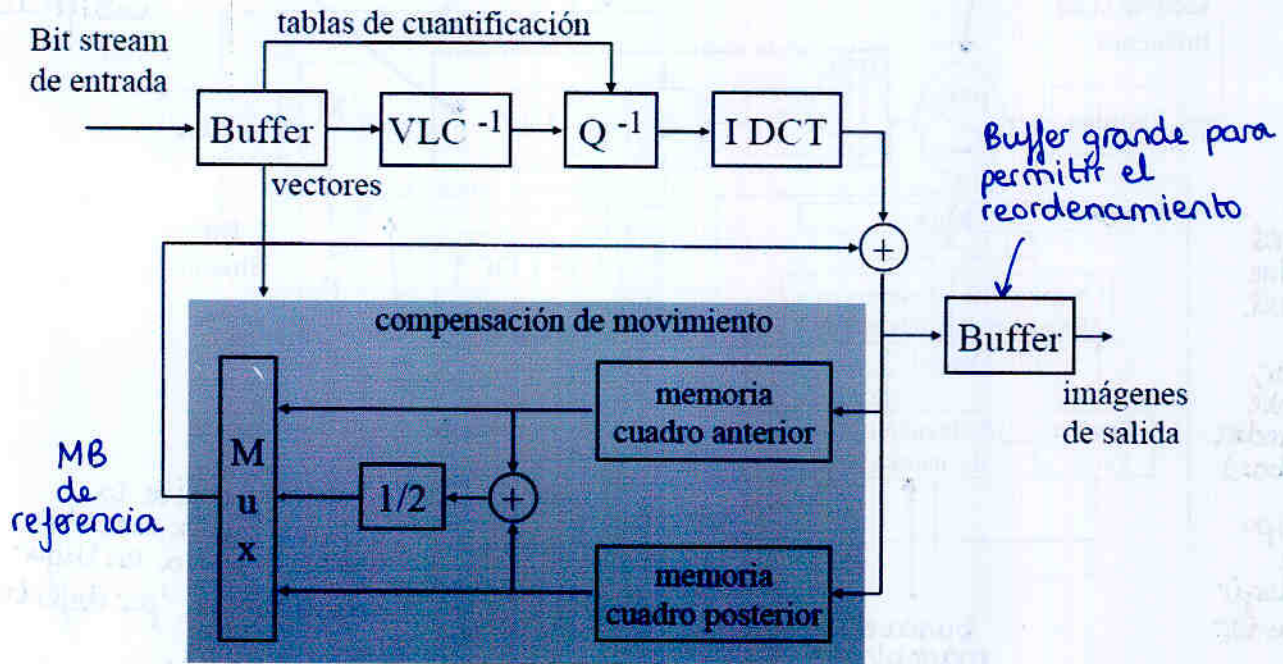 tablas de cuantificación
Bit stream
de entrada
Buffer
VLC -1
Q -1
I DCT
vectores
Buffer grande para
permitir el
reordenamiento
+
compensación de movimiento
Buffer
imágenes
de salida
memoria
cuadro anterior
MB
de
referencia
M
u
x
1/2
+
memoria
cuadro posterior